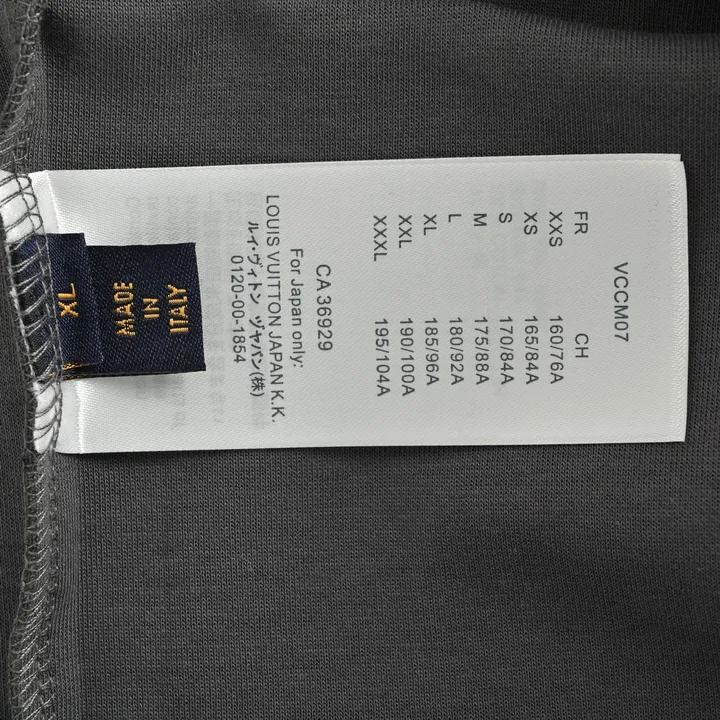 VCCM07
FR CH
XXS 160/76A
XS 165/84A
S 170/84A
M 175/88A
L 180/92A
XL 185/96A
XXL 190/100A
XXXL 195/104A
CA 36929
For Japan only:
LOUIS VUITTON JAPAN K.K.
ルイ・ヴィトン ジャパン(株)
0120-00-1854
XL
MADE
IN
ITALY